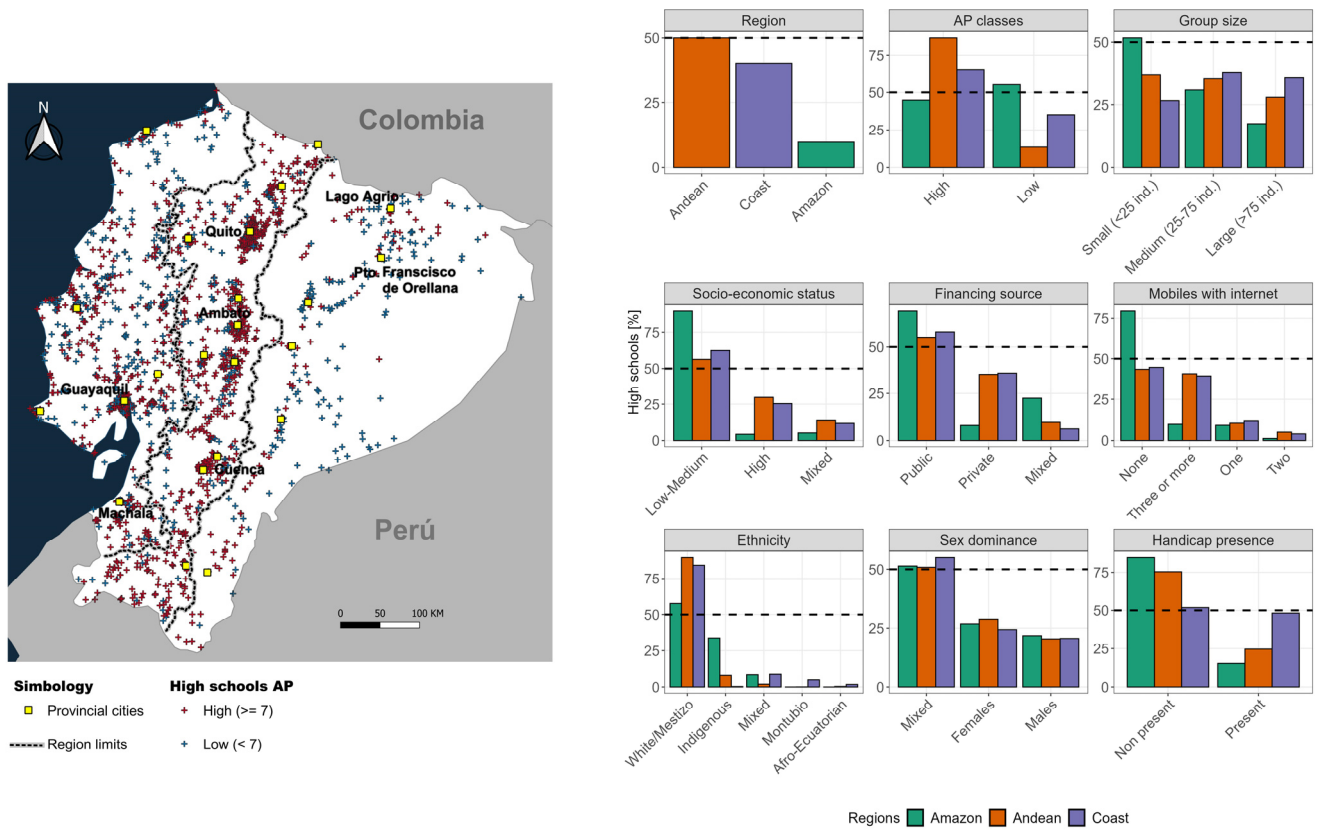 N
Colombia
Lago Agrio
Quito
Pto. Franscisco
de Orellana
Ambato
Guayaquil
Cuenca
Machala
Perú
0 50 100 KM
Simbology
Provincial cities
Region limits
High schools AP
High (>= 7)
Low (< 7)
High schools [%]
Region
50
25
0
Andean
Coast
Amazon
AP classes
75
50
25
0
High
Low
Group size
50
25
0
Small (<25 ind.)
Medium (25-75 ind.)
Large (>75 ind.)
Socio-economic status
75
50
25
0
Low-Medium
High
Mixed
Financing source
50
25
0
Public
Private
Mixed
Mobiles with internet
75
50
25
0
None
Three or more
One
Two
Ethnicity
75
50
25
0
White/Mestizo
Indigenous
Mixed
Montubio
Afro-Ecuatorian
Sex dominance
50
25
0
Mixed
Females
Males
Handicap presence
75
50
25
0
Non present
Present
Regions Amazon Andean Coast